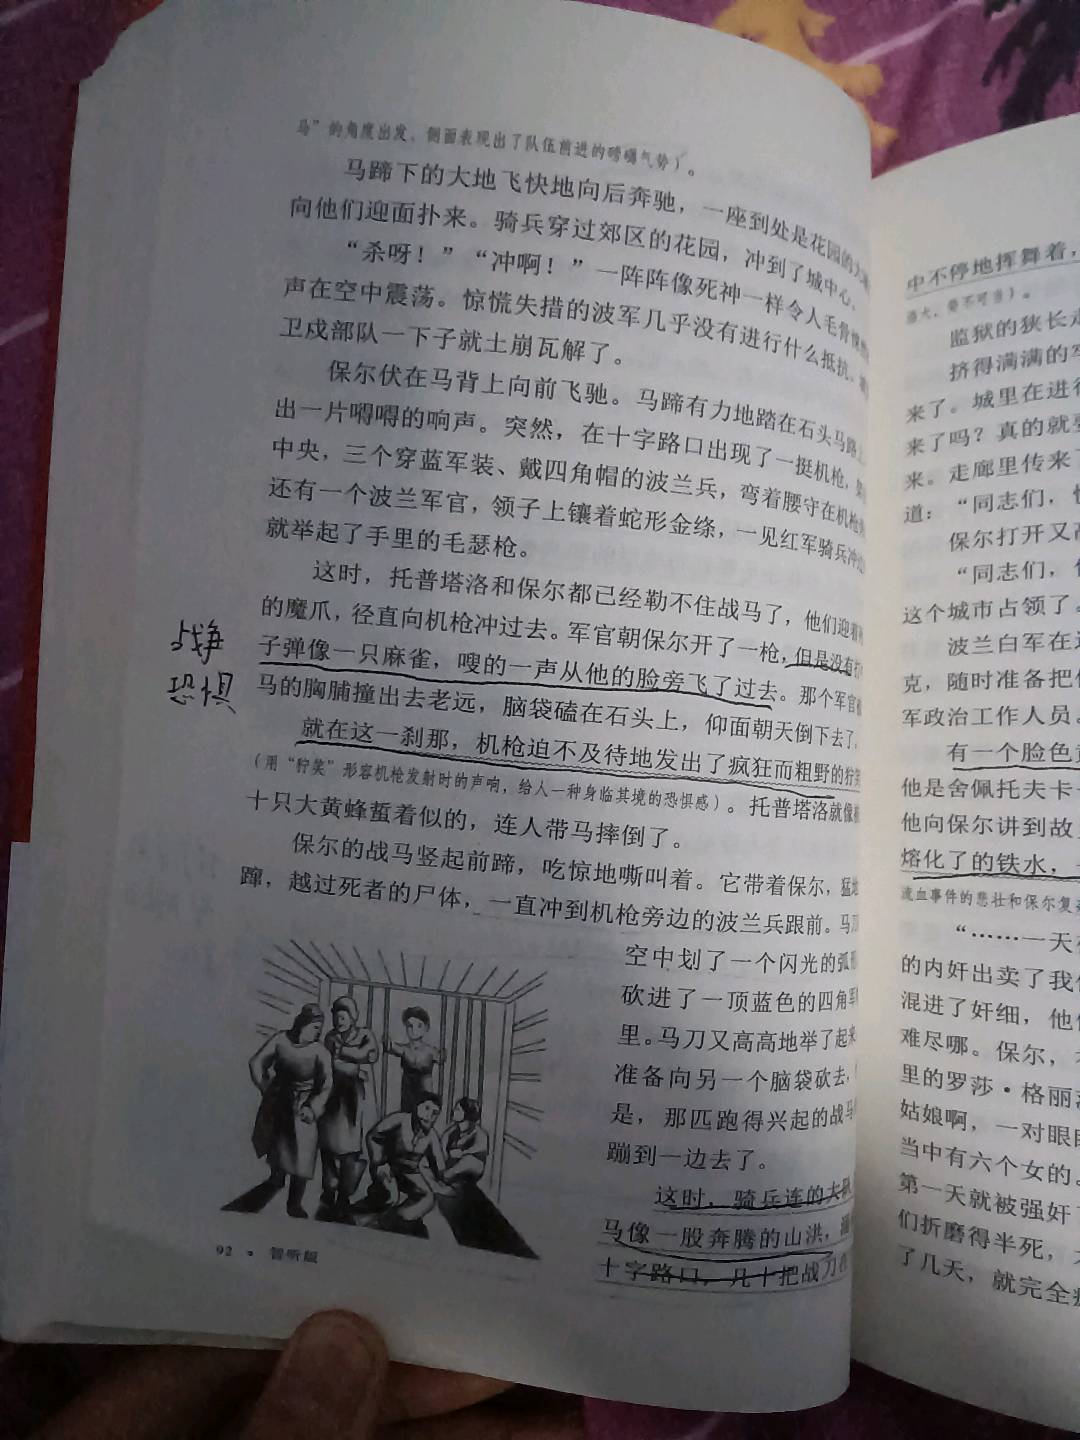 马”的角度出发，侧面表现出了队伍前进的磅礴气势）。
马蹄下的大地飞快地向后奔驰，一座到处是花园的大
向他们迎面扑来。骑兵穿过郊区的花园，冲到了城中心。
“杀呀！”“冲啊！”一阵阵像死神一样令人毛骨悚然
声在空中震荡。惊慌失措的波军几乎没有进行什么抵抗，
卫戍部队一下子就土崩瓦解了。
保尔伏在马背上向前飞驰。马蹄有力地踏在石头马路上
出一片嘚嘚的响声。突然，在十字路口出现了一挺机枪，架
中央，三个穿蓝军装、戴四角帽的波兰兵，弯着腰守在机枪旁
还有一个波兰军官，领子上镶着蛇形金绦，一见红军骑兵冲过
就举起了手里的毛瑟枪。
这时，托普塔洛和保尔都已经勒不住战马了，他们迎着
的魔爪，径直向机枪冲过去。军官朝保尔开了一枪，但是没有打
子弹像一只麻雀，嗖的一声从他的脸旁飞了过去。那个军官被
马的胸脯撞出去老远，脑袋磕在石头上，仰面朝天倒下去了。
就在这一刹那，机枪迫不及待地发出了疯狂而粗野的狞笑
（用“狞笑”形容机枪发射时的声响，给人一种身临其境的恐惧感）。托普塔洛就像被
十只大黄蜂蜇着似的，连人带马摔倒了。
保尔的战马竖起前蹄，吃惊地嘶叫着。它带着保尔，猛地
蹿，越过死者的尸体，一直冲到机枪旁边的波兰兵跟前。马刀
空中划了一个闪光的弧形
砍进了一顶蓝色的四角军
里。马刀又高高地举了起来
准备向另一个脑袋砍去，
是，那匹跑得兴起的战马
蹦到一边去了。
这时，骑兵连的大队
马像一股奔腾的山洪，涌
十字路口，几十把战刀在
战争
恐惧
92 · 智听版
中不停地挥舞着，
浩大，势不可当）。
监狱的狭长走
挤得满满的牢
来了。城里在进行
来了吗？真的就要
来。走廊里传来了
道：“同志们，快
保尔打开又高
“同志们，
这个城市占领了。
波兰白军在这
克，随时准备把
军政治工作人员。
有一个脸色黄
他是舍佩托夫卡
他向保尔讲到故
熔化了的铁水，
流血事件的悲壮和保尔复杂
“……一天夜
的内奸出卖了我们
混进了奸细，他们
难尽哪。保尔，
里的罗莎·格丽
姑娘啊，一对眼睛
当中有六个女的。
第一天就被强奸了
们折磨得半死，
了几天，就完全疯